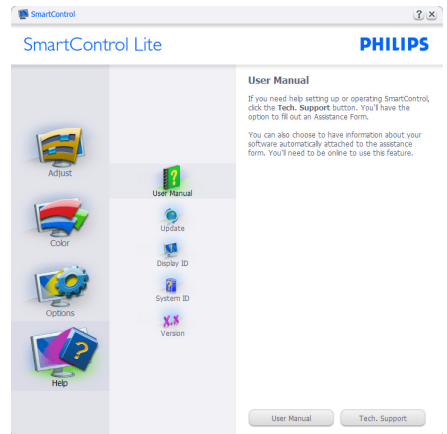 SmartControl
SmartControl Lite
PHILIPS
Adjust
Color
Options
Help
User Manual
Update
Display ID
System ID
Version
User Manual
If you need help setting up or operating SmartControl,
click the Tech. Support button. You'll have the
option to fill out an Assistance Form.
You can also choose to have information about your
software automatically attached to the assistance
form. You'll need to be online to use this feature.
User Manual
Tech. Support